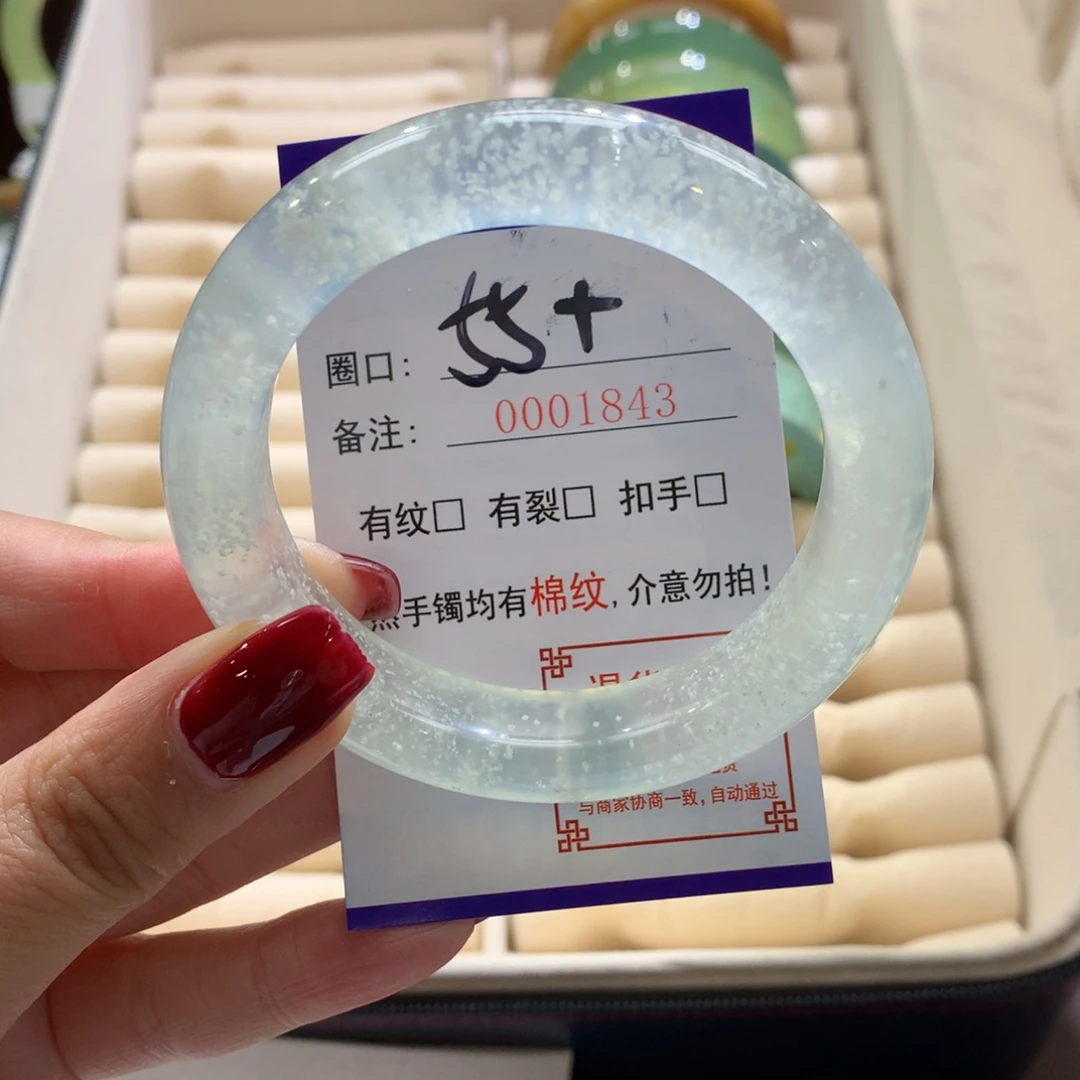 圈口: 55+
备注: 0001843
有纹□ 有裂□ 扣手□
手镯均有棉纹,介意勿拍!
与商家协商一致,自动通过